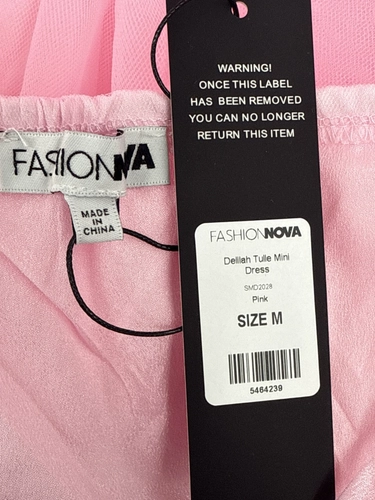 WARNING!
ONCE THIS LABEL
HAS BEEN REMOVED
YOU CAN NO LONGER
RETURN THIS ITEM
FASHIONNOVA
MADE
IN
CHINA
FASHIONNOVA
Delilah Tulle Mini
Dress
SMD2028
Pink
SIZE M
5464239